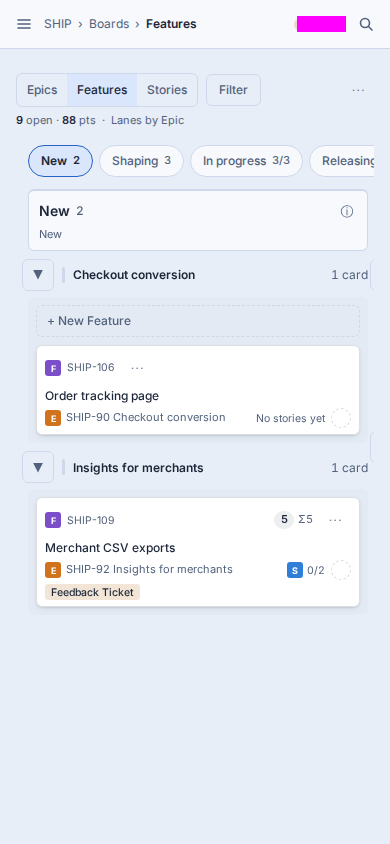 SHIP › Boards › Features
Epics Features Stories Filter ...
9 open · 88 pts · Lanes by Epic
New 2 Shaping 3 In progress 3/3 Releasing
New 2
New
▼ Checkout conversion 1 card
+ New Feature
F SHIP-106 ...
Order tracking page
E SHIP-90 Checkout conversion No stories yet
▼ Insights for merchants 1 card
F SHIP-109 5 Σ5 ...
Merchant CSV exports
E SHIP-92 Insights for merchants S 0/2
Feedback Ticket